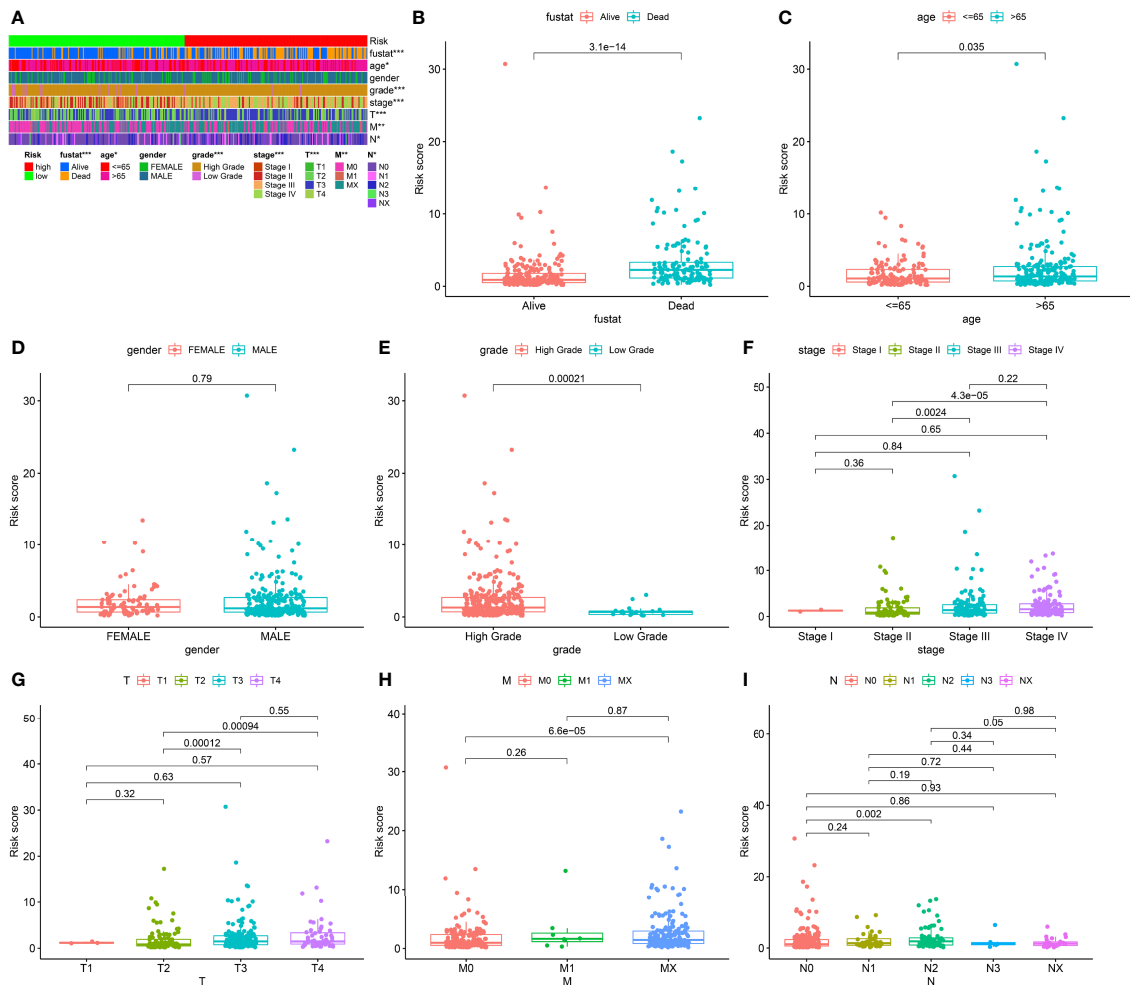 A
Risk
fustat***
age*
gender
grade***
stage***
T***
M**
N*
Risk fustat*** age* gender grade*** stage*** T*** M** N*
high Alive <=65 FEMALE High Grade Stage I T1 M0 N0
low Dead >65 MALE Low Grade Stage II T2 M1 N1
Stage III T3 MX N2
Stage IV T4 N3
NX
B
fustat Alive Dead
3.1e−14
30
20
10
0
Risk score
Alive Dead
fustat
C
age <=65 >65
0.035
30
20
10
0
Risk score
<=65 >65
age
D
gender FEMALE MALE
0.79
30
20
10
0
Risk score
FEMALE MALE
gender
E
grade High Grade Low Grade
0.00021
30
20
10
0
Risk score
High Grade Low Grade
grade
F
stage Stage I Stage II Stage III Stage IV
0.22
4.3e−05
0.0024
0.65
0.84
0.36
50
40
30
20
10
0
Risk score
Stage I Stage II Stage III Stage IV
stage
G
T T1 T2 T3 T4
0.55
0.00094
0.00012
0.57
0.63
0.32
50
40
30
20
10
0
Risk score
T1 T2 T3 T4
T
H
M M0 M1 MX
0.87
6.6e−05
0.26
40
30
20
10
0
Risk score
M0 M1 MX
M
I
N N0 N1 N2 N3 NX
0.98
0.05
0.34
0.44
0.72
0.19
0.93
0.86
0.002
0.24
60
40
20
0
Risk score
N0 N1 N2 N3 NX
N